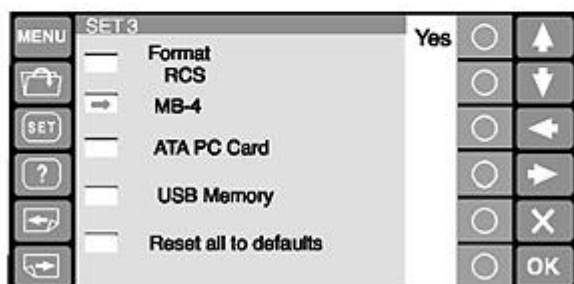 MENU
SET 3
Yes
Format
RCS
MB-4
SET
ATA PC Card
?
USB Memory
Reset all to defaults
OK